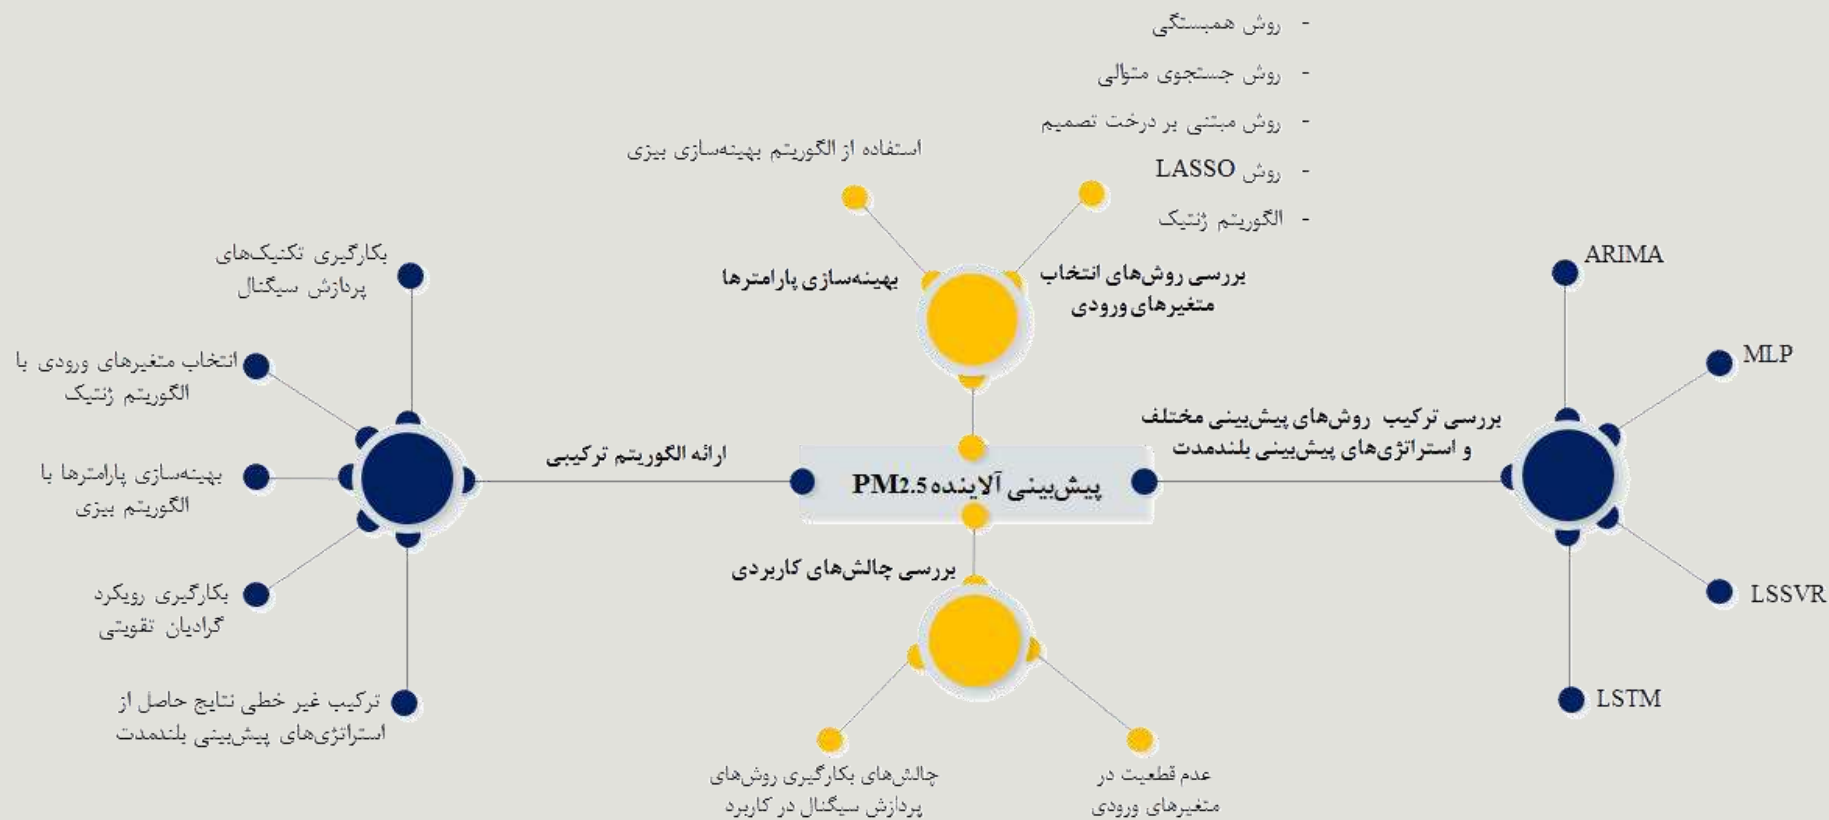 - روش همبستگی
- روش جستجوی متوالی
- روش مبتنی بر درخت تصمیم
- روش LASSO
- الگوریتم ژنتیک
استفاده از الگوریتم بهینه‌سازی بیزی
بررسی روش‌های انتخاب
متغیرهای ورودی
بهینه‌سازی پارامترها
ARIMA
MLP
LSSVR
LSTM
بررسی ترکیب روش‌های پیش‌بینی مختلف
و استراتژی‌های پیش‌بینی بلندمدت
پیش‌بینی آلاینده PM2.5
ارائه الگوریتم ترکیبی
بکارگیری تکنیک‌های
پردازش سیگنال
انتخاب متغیرهای ورودی با
الگوریتم ژنتیک
بهینه‌سازی پارامترها با
الگوریتم بیزی
بکارگیری رویکرد
گرادیان تقویتی
ترکیب غیر خطی نتایج حاصل از
استراتژی‌های پیش‌بینی بلندمدت
بررسی چالش‌های کاربردی
عدم قطعیت در
متغیرهای ورودی
چالش‌های بکارگیری روش‌های
پردازش سیگنال در کاربرد